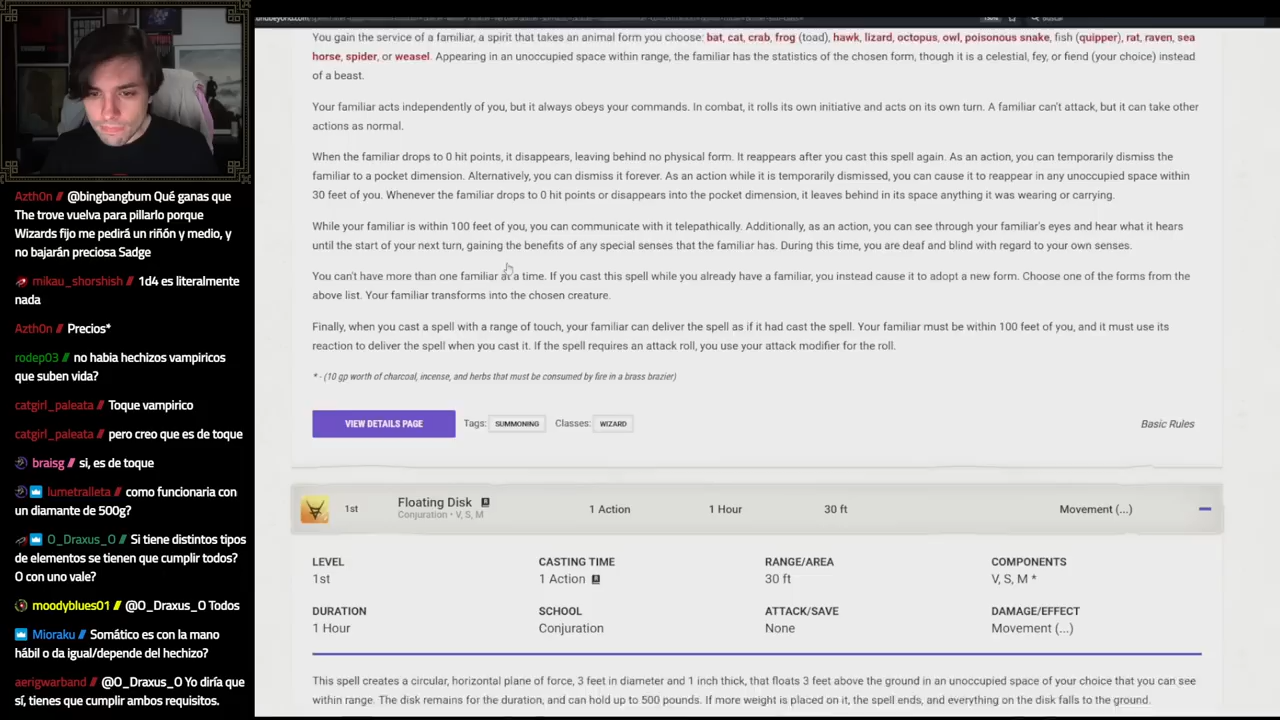 Azth0n // @bingbangbum Qué ganas que
The trove vuelva para pillarlo porque
Wizards fijo me pedirá un riñón y medio, y
no bajarán preciosa Sadge
mikau_shorshish // 1d4 es literalmente
nada
Azth0n // Precios*
rodep03 // no habia hechizos vampiricos
que suben vida?
catgirl_paleata // Toque vampirico
catgirl_paleata // pero creo que es de toque
braisg // si, es de toque
lumetralleta // como funcionaria con
un diamante de 500g?
O_Draxus_O // Si tiene distintos tipos
de elementos se tienen que cumplir todos?
O con uno vale?
moodyblues01 // @O_Draxus_O Todos
Mioraku // Somático es con la mano
hábil o da igual/depende del hechizo?
aerigwarband // @O_Draxus_O Yo diría que
sí, tienes que cumplir ambos requisitos.
You gain the service of a familiar, a spirit that takes an animal form you choose: bat, cat, crab, frog (toad), hawk, lizard, octopus, owl, poisonous snake, fish (quipper), rat, raven, sea
horse, spider, or weasel. Appearing in an unoccupied space within range, the familiar has the statistics of the chosen form, though it is a celestial, fey, or fiend (your choice) instead
of a beast.
Your familiar acts independently of you, but it always obeys your commands. In combat, it rolls its own initiative and acts on its own turn. A familiar can't attack, but it can take other
actions as normal.
When the familiar drops to 0 hit points, it disappears, leaving behind no physical form. It reappears after you cast this spell again. As an action, you can temporarily dismiss the
familiar to a pocket dimension. Alternatively, you can dismiss it forever. As an action while it is temporarily dismissed, you can cause it to reappear in any unoccupied space within
30 feet of you. Whenever the familiar drops to 0 hit points or disappears into the pocket dimension, it leaves behind in its space anything it was wearing or carrying.
While your familiar is within 100 feet of you, you can communicate with it telepathically. Additionally, as an action, you can see through your familiar's eyes and hear what it hears
until the start of your next turn, gaining the benefits of any special senses that the familiar has. During this time, you are deaf and blind with regard to your own senses.
You can't have more than one familiar at a time. If you cast this spell while you already have a familiar, you instead cause it to adopt a new form. Choose one of the forms from the
above list. Your familiar transforms into the chosen creature.
Finally, when you cast a spell with a range of touch, your familiar can deliver the spell as if it had cast the spell. Your familiar must be within 100 feet of you, and it must use its
reaction to deliver the spell when you cast it. If the spell requires an attack roll, you use your attack modifier for the roll.
* - (10 gp worth of charcoal, incense, and herbs that must be consumed by fire in a brass brazier)
VIEW DETAILS PAGE Tags: SUMMONING Classes: WIZARD Basic Rules
1st Floating Disk 1 Action 1 Hour 30 ft Movement (...)
Conjuration • V, S, M
LEVEL CASTING TIME RANGE/AREA COMPONENTS
1st 1 Action 30 ft V, S, M *
DURATION SCHOOL ATTACK/SAVE DAMAGE/EFFECT
1 Hour Conjuration None Movement (...)
This spell creates a circular, horizontal plane of force, 3 feet in diameter and 1 inch thick, that floats 3 feet above the ground in an unoccupied space of your choice that you can see
within range. The disk remains for the duration, and can hold up to 500 pounds. If more weight is placed on it, the spell ends, and everything on the disk falls to the ground.